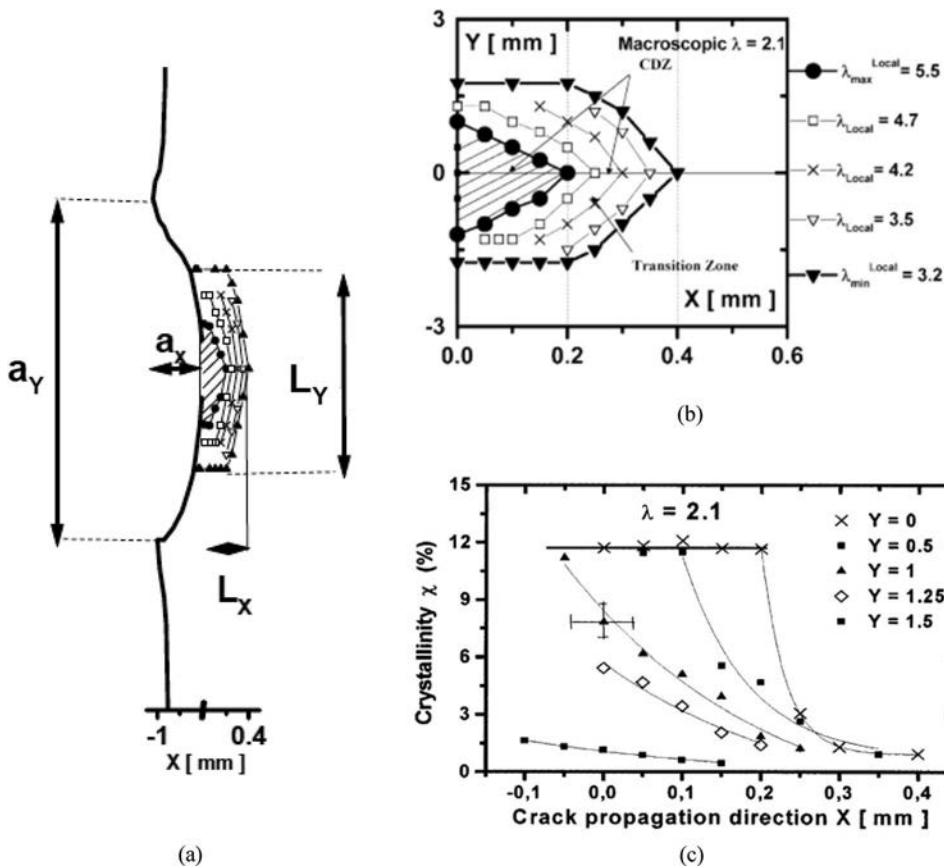 (a)
a_Y
a_X
L_Y
L_X
-1
0.4
X [ mm ]
(a)
(b)
3
Y [ mm ]
Macroscopic λ = 2.1
CDZ
0
Transition Zone
X [ mm ]
-3
0.0
0.2
0.4
0.6
λ_max^Local = 5.5
λ_Local = 4.7
λ_Local = 4.2
λ_Local = 3.5
λ_min^Local = 3.2
(b)
(c)
15
12
9
6
3
0
Crystallinity χ (%)
λ = 2.1
Y = 0
Y = 0.5
Y = 1
Y = 1.25
Y = 1.5
-0,1
0,0
0,1
0,2
0,3
0,4
Crack propagation direction X [ mm ]
(c)